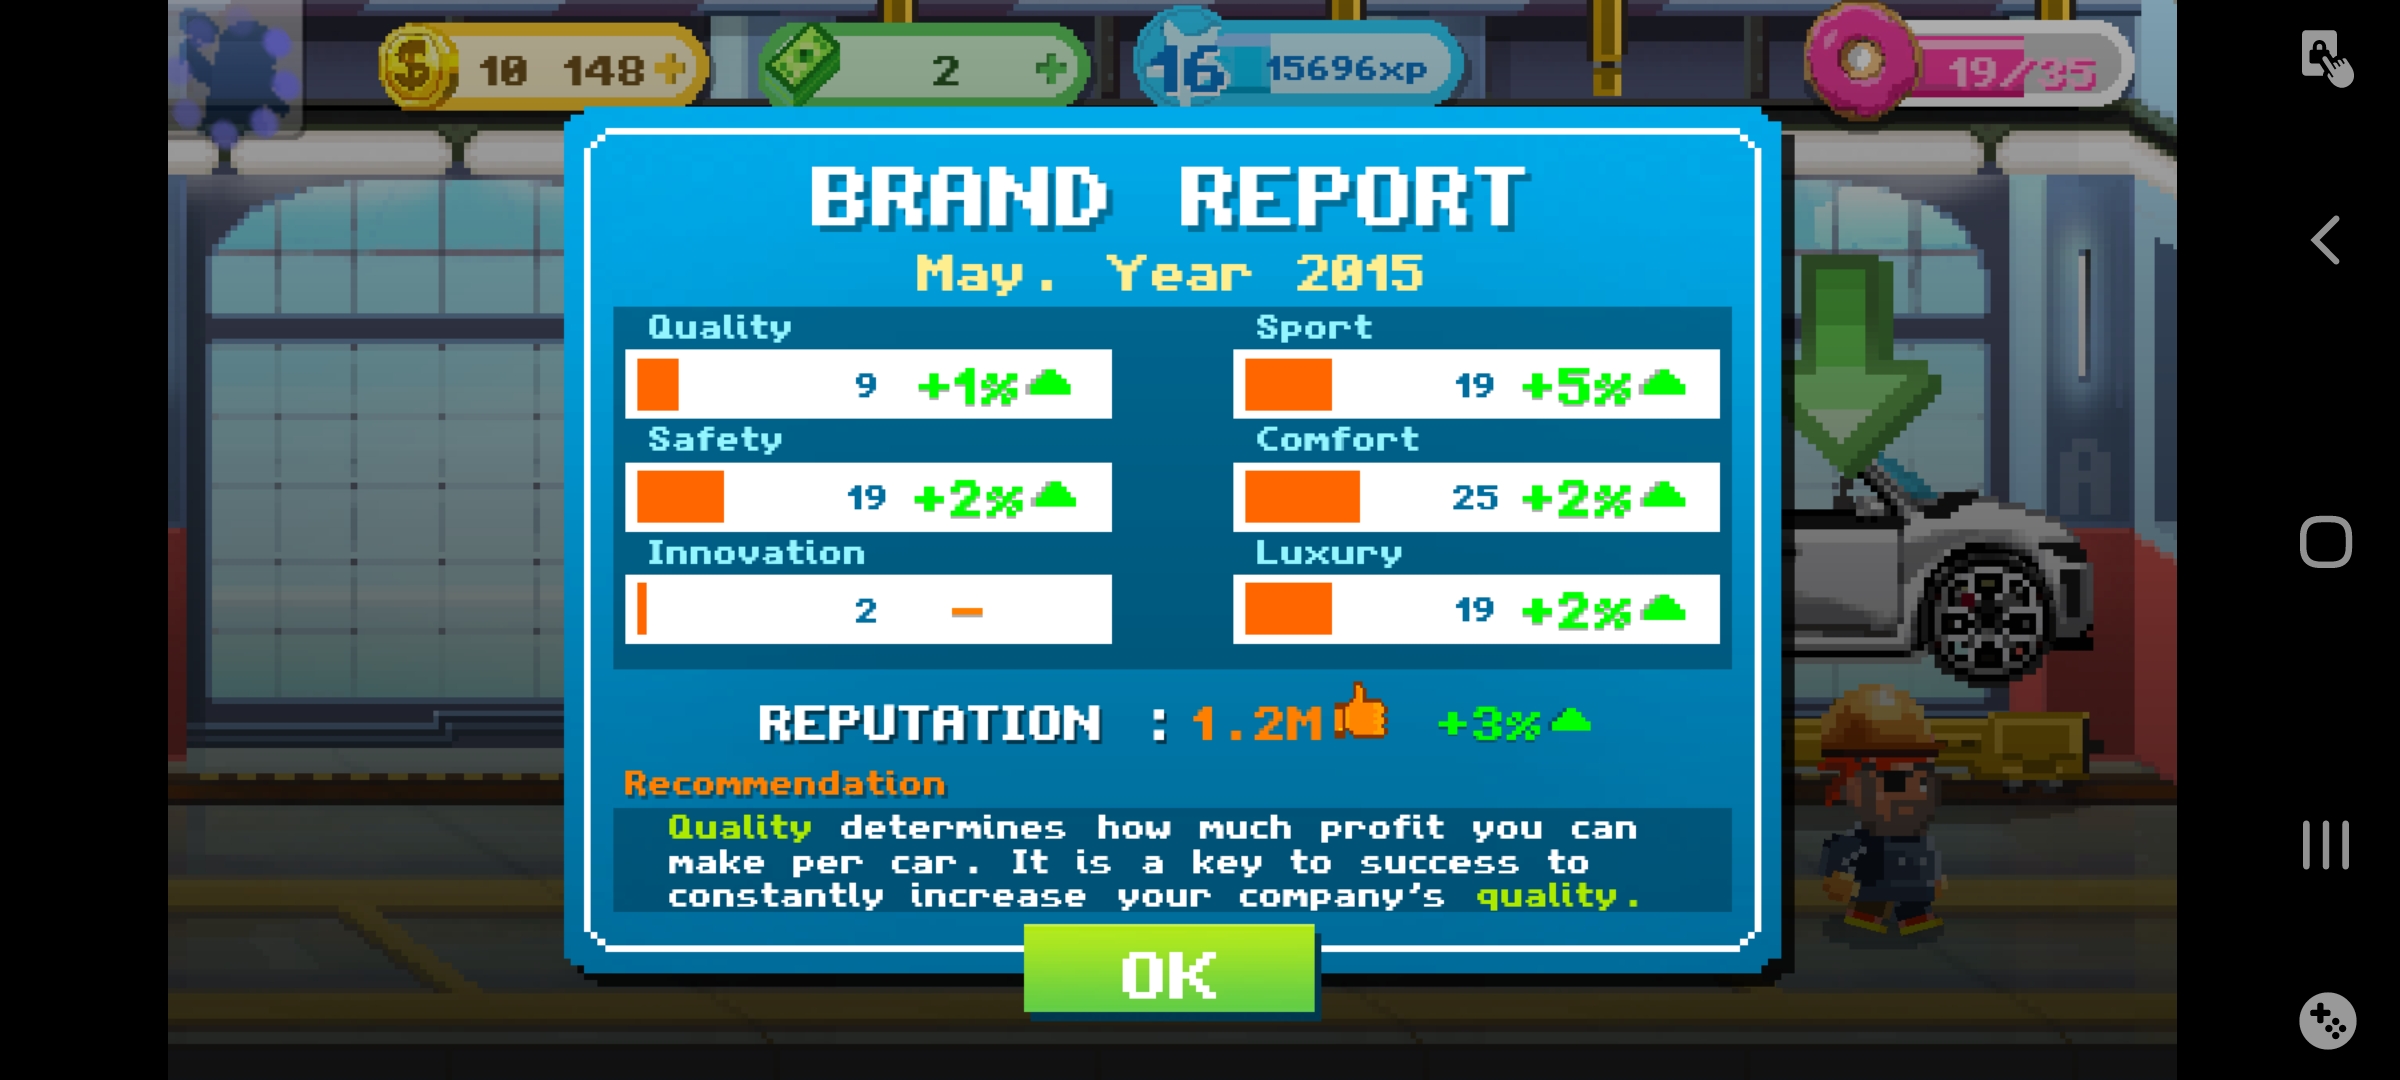 10 148 +
2 +
16 15696xp
19/35
BRAND REPORT
May. Year 2015
Quality
9 +1%
Sport
19 +5%
Safety
19 +2%
Comfort
25 +2%
Innovation
2 –
Luxury
19 +2%
REPUTATION : 1.2M +3%
Recommendation
Quality determines how much profit you can
make per car. It is a key to success to
constantly increase your company's quality.
OK